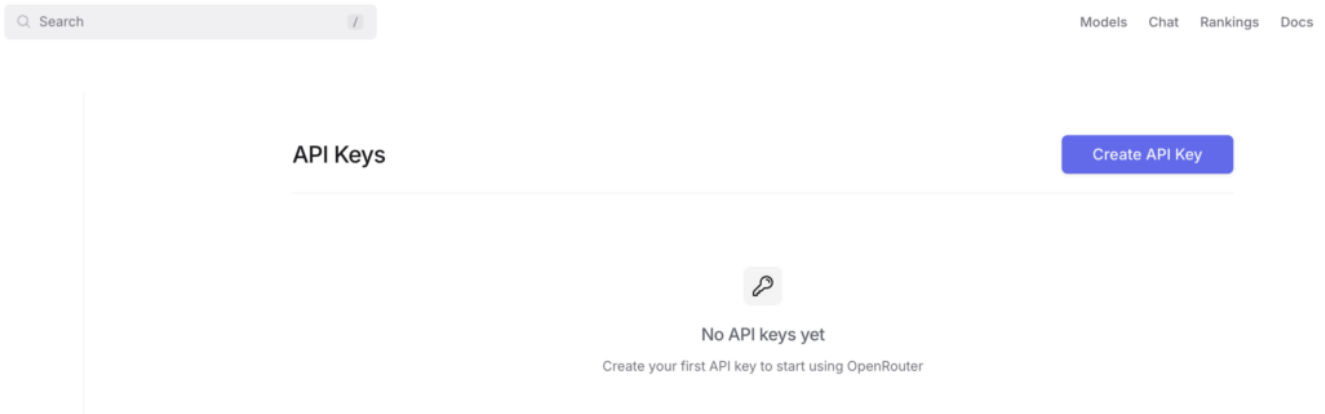 Search /
Models Chat Rankings Docs
API Keys
Create API Key
No API keys yet
Create your first API key to start using OpenRouter